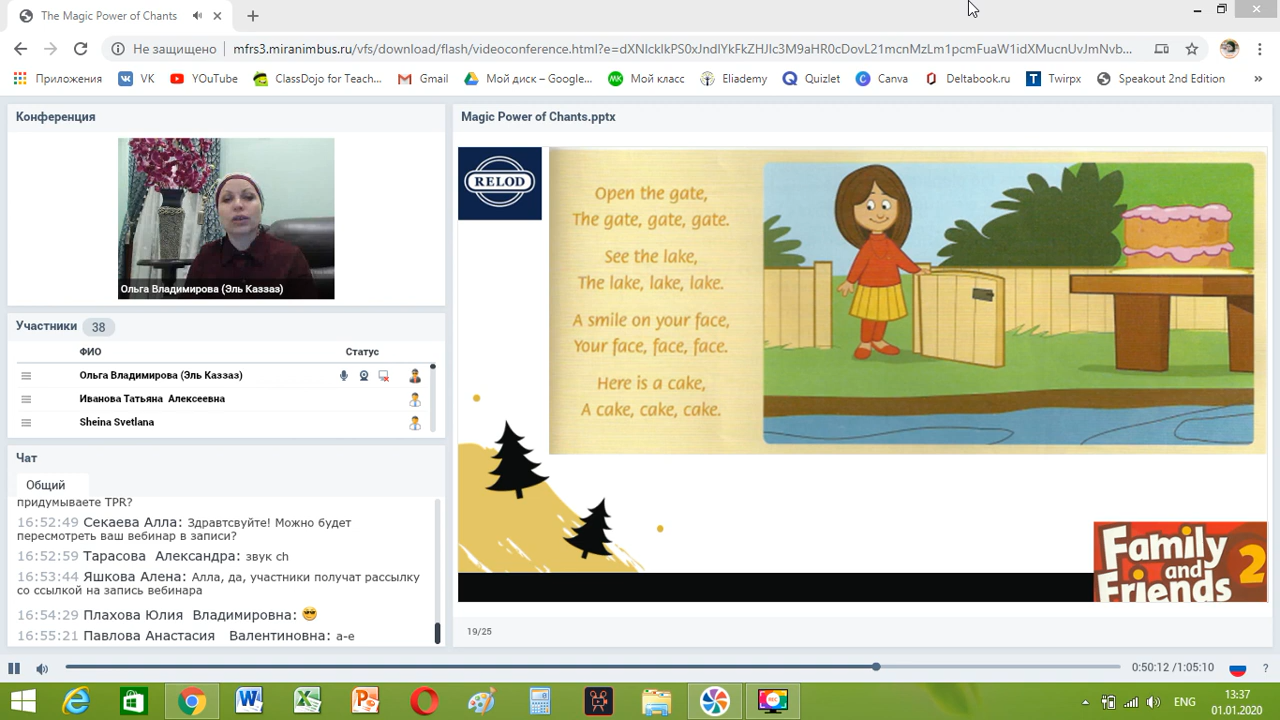 The Magic Power of Chants
Не защищено
mfrs3.miranimbus.ru/vfs/download/flash/videoconference.html?e=dXNlcklkPS0xJndlYkFkZHJlc3M9aHR0cDovL21mcnMzLm1pcmFuaW1idXMucnUvJmNvb...
Приложения
VK
YOuTube
ClassDojo for Teach...
Gmail
Мой диск – Google...
Мой класс
Eliademy
Quizlet
Canva
Deltabook.ru
Twirpx
Speakout 2nd Edition
Конференция
Ольга Владимирова (Эль Каззаз)
Участники 38
ФИО Статус
Ольга Владимирова (Эль Каззаз)
Иванова Татьяна Алексеевна
Sheina Svetlana
Чат
Общий
придумываете TPR?
16:52:49 Секаева Алла: Здравтсвуйте! Можно будет
пересмотреть ваш вебинар в записи?
16:52:59 Тарасова Александра: звук ch
16:53:44 Яшкова Алена: Алла, да, участники получат рассылку
со ссылкой на запись вебинара
16:54:29 Плахова Юлия Владимировна:
16:55:21 Павлова Анастасия Валентиновна: а-е
Magic Power of Chants.pptx
RELOD
Open the gate,
The gate, gate, gate.
See the lake,
The lake, lake, lake.
A smile on your face,
Your face, face, face.
Here is a cake,
A cake, cake, cake.
Family
and
Friends 2
19/25
0:50:12 / 1:05:10
?
ENG
13:37
01.01.2020